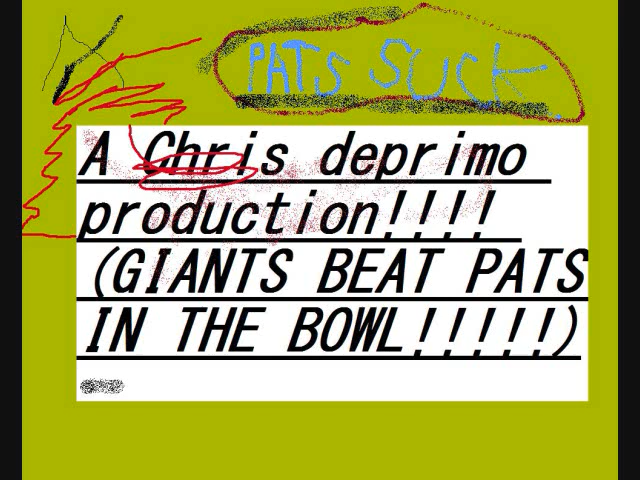 PATS SUCK.
A Chris deprimo
production!!!!
(GIANTS BEAT PATS
IN THE BOWL!!!!!)